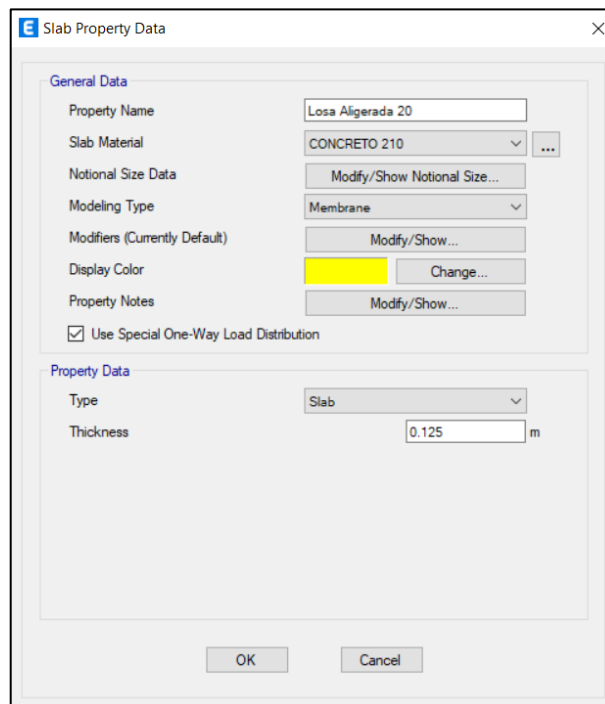 E Slab Property Data
General Data
Property Name Losa Aligerada 20
Slab Material CONCRETO 210 ...
Notional Size Data Modify/Show Notional Size...
Modeling Type Membrane
Modifiers (Currently Default) Modify/Show...
Display Color Change...
Property Notes Modify/Show...
Use Special One-Way Load Distribution
Property Data
Type Slab
Thickness 0.125 m
OK Cancel